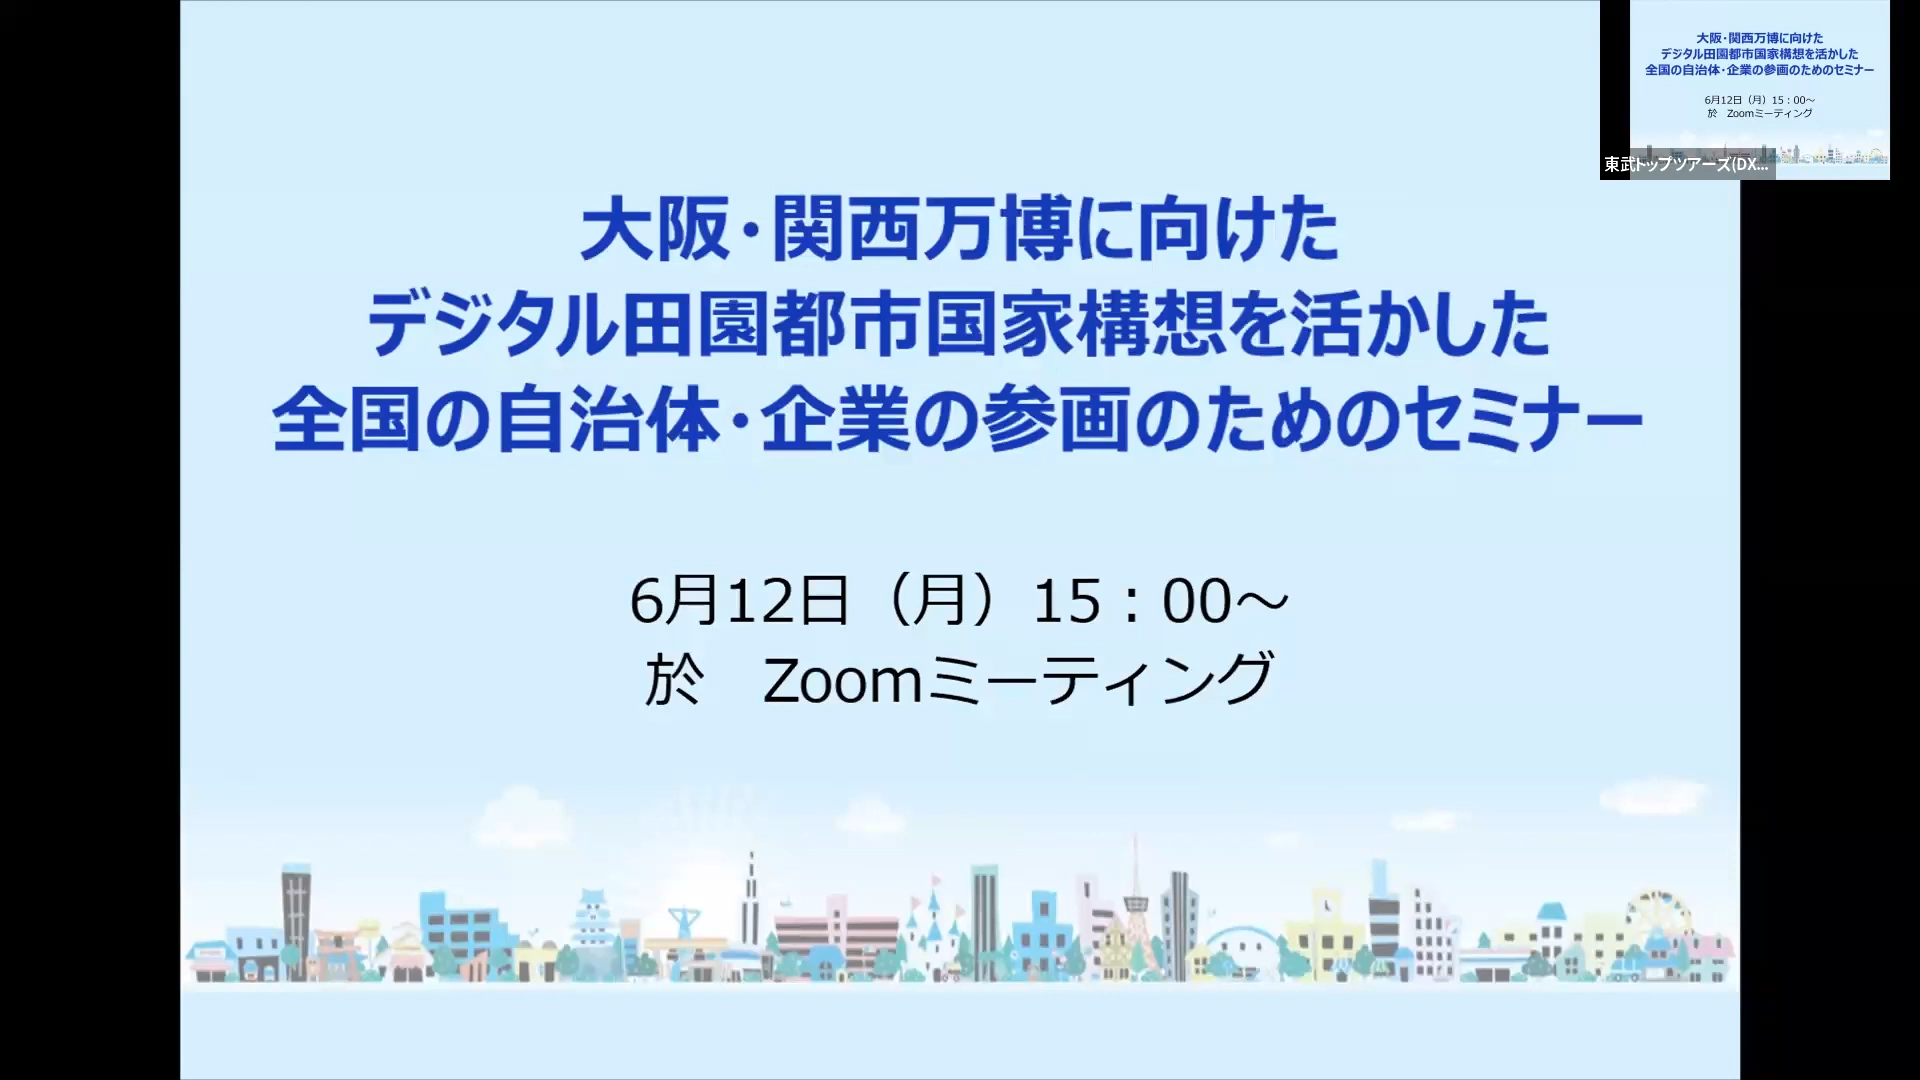 大阪・関西万博に向けた
デジタル田園都市国家構想を活かした
全国の自治体・企業の参画のためのセミナー
6月12日（月）15：00～
於　Zoomミーティング
大阪・関西万博に向けた
デジタル田園都市国家構想を活かした
全国の自治体・企業の参画のためのセミナー
6月12日（月）15：00～
於　Zoomミーティング
東武トップツアーズ(DX...